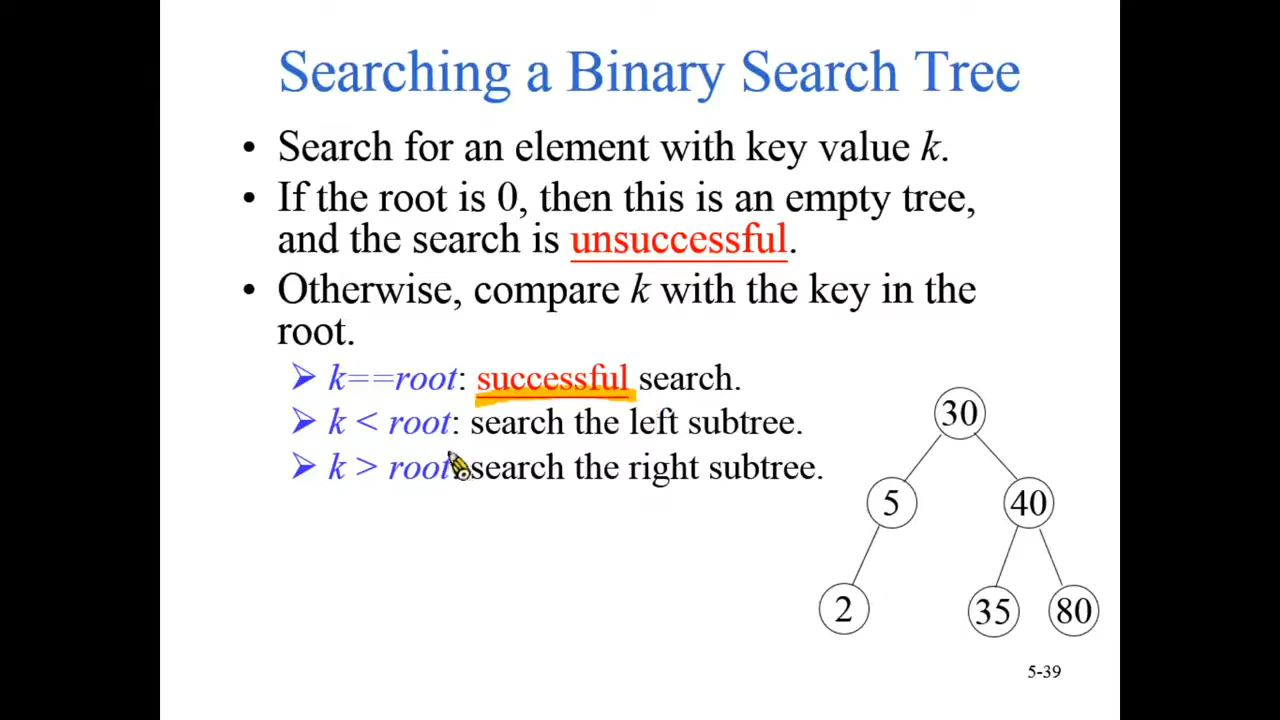 Searching a Binary Search Tree
• Search for an element with key value k.
• If the root is 0, then this is an empty tree,
and the search is unsuccessful.
• Otherwise, compare k with the key in the
root.
➢ k==root: successful search.
➢ k < root: search the left subtree.
➢ k > root: search the right subtree.
30
5
40
2
35
80
5-39